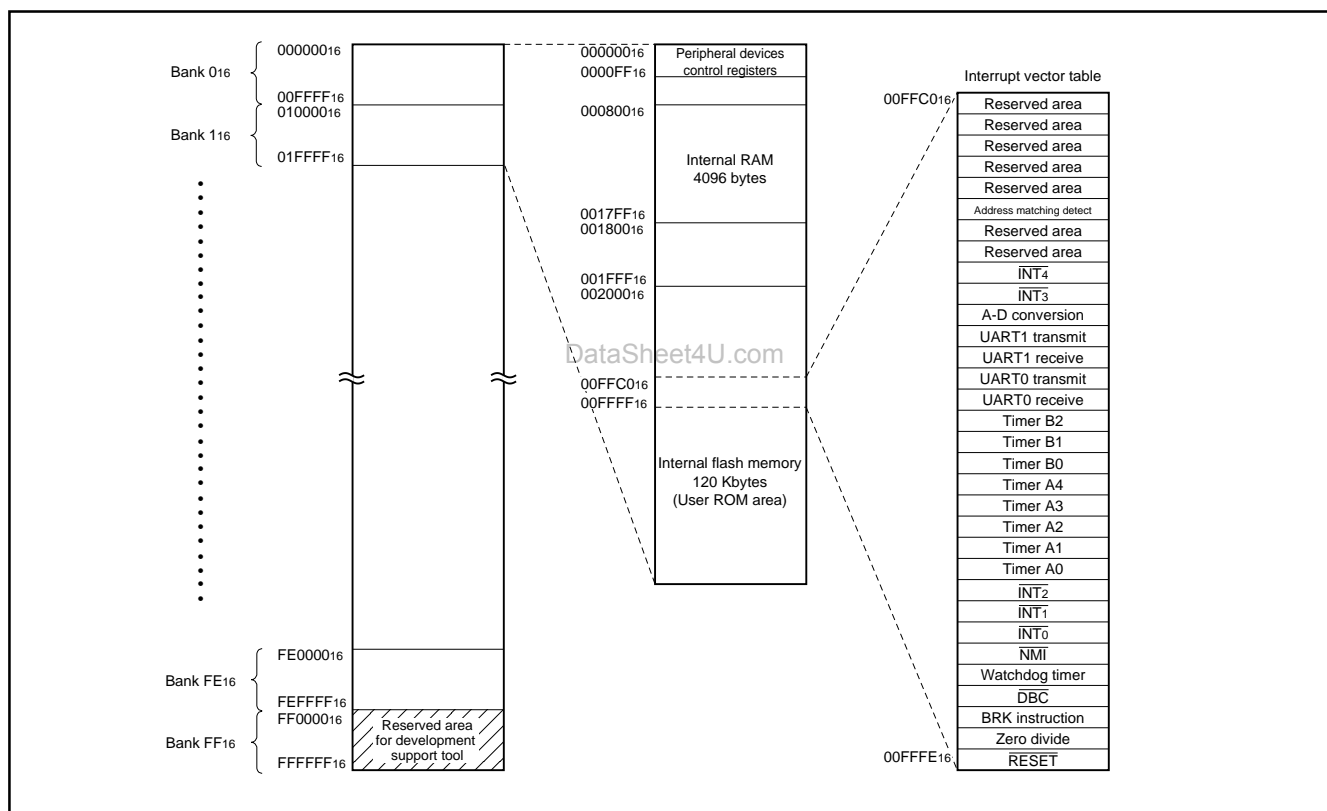 Bank 016
00000016
00FFFF16
Bank 116
01000016
01FFFF16
Bank FE16
FE000016
FEFFFF16
Bank FF16
FF000016
FFFFFF16
Reserved area
for development
support tool
00000016
0000FF16
00080016
0017FF16
00180016
001FFF16
00200016
00FFC016
00FFFF16
Peripheral devices
control registers
Internal RAM
4096 bytes
DataSheet4U.com
Internal flash memory
120 Kbytes
(User ROM area)
Interrupt vector table
00FFC016
Reserved area
Reserved area
Reserved area
Reserved area
Reserved area
Address matching detect
Reserved area
Reserved area
INT4
INT3
A-D conversion
UART1 transmit
UART1 receive
UART0 transmit
UART0 receive
Timer B2
Timer B1
Timer B0
Timer A4
Timer A3
Timer A2
Timer A1
Timer A0
INT2
INT1
INT0
NMI
Watchdog timer
DBC
BRK instruction
Zero divide
00FFFE16
RESET